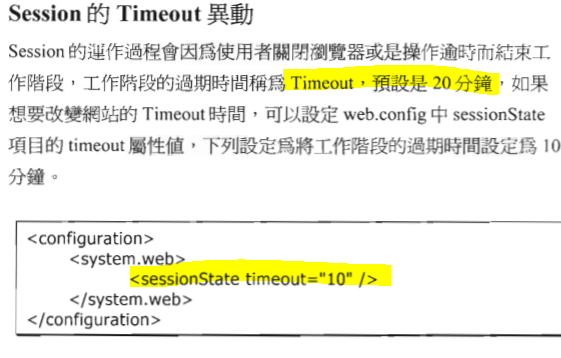 Session 的 Timeout 異動
Session 的運作過程會因為使用者關閉瀏覽器或是操作逾時而結束工
作階段，工作階段的過期時間稱為 Timeout，預設是 20 分鐘，如果
想要改變網站的 Timeout 時間，可以設定 web.config 中 sessionState
項目的 timeout 屬性值，下列設定為將工作階段的過期時間設定為 10
分鐘。
<configuration>
<system.web>
<sessionState timeout="10" />
</system.web>
</configuration>